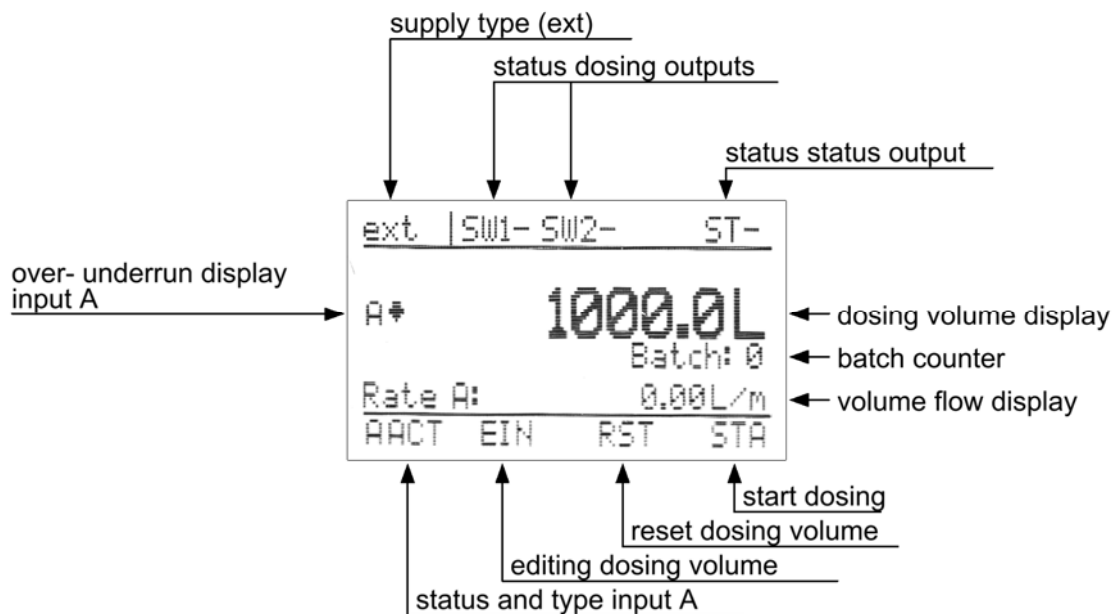 supply type (ext)
status dosing outputs
status status output
ext |SW1- SW2- ST-
over- underrun display
input A
A 1000.0L
dosing volume display
Batch: 0
batch counter
Rate A: 0.00L/m
volume flow display
AACT EIN RST STA
start dosing
reset dosing volume
editing dosing volume
status and type input A